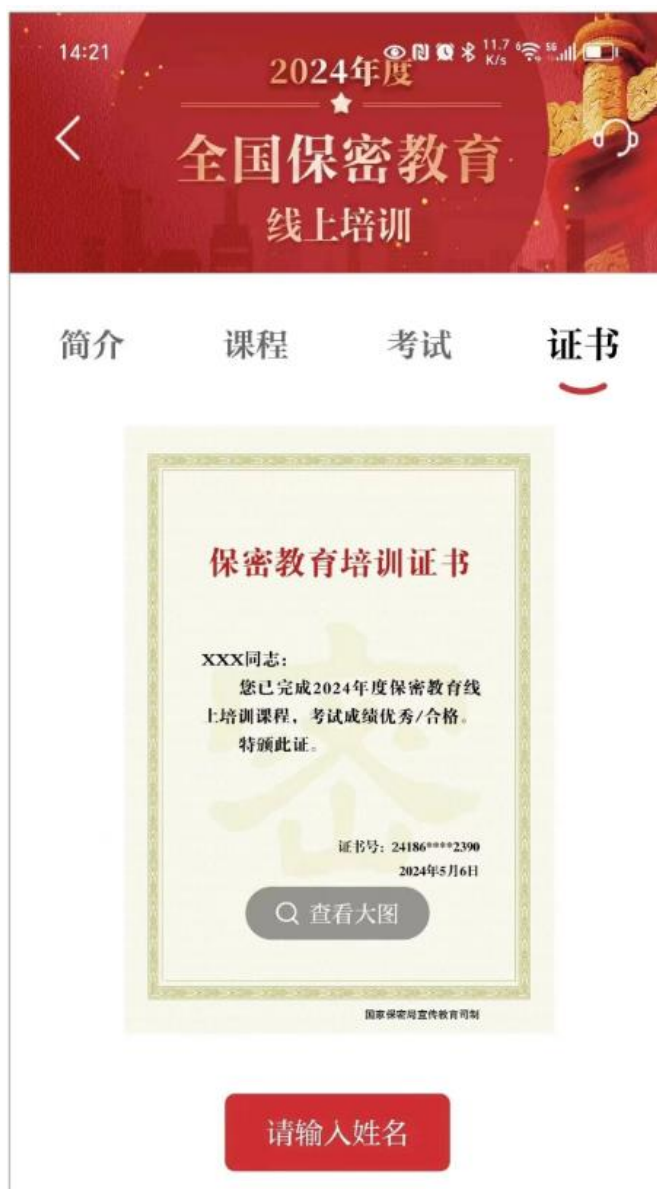 14:21
11.7
K/s
6
5G
2024年度
全国保密教育
线上培训
简介 课程 考试 证书
保密教育培训证书
密
XXX同志：
您已完成2024年度保密教育线
上培训课程，考试成绩优秀/合格。
特颁此证。
证书号：24186****2390
2024年5月6日
查看大图
国家保密局宣传教育司制
请输入姓名